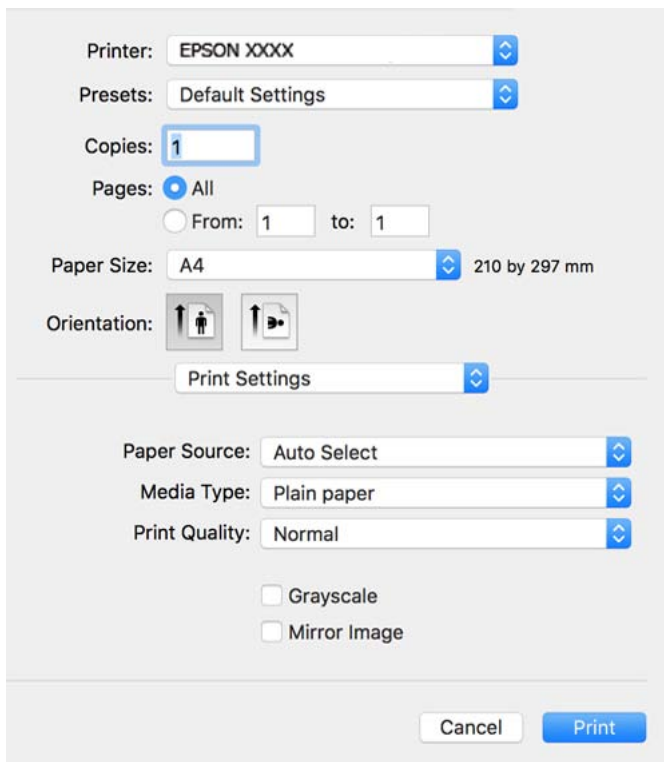 Printer: EPSON XXXX
Presets: Default Settings
Copies: 1
Pages: All
From: 1 to: 1
Paper Size: A4 210 by 297 mm
Orientation:
Print Settings
Paper Source: Auto Select
Media Type: Plain paper
Print Quality: Normal
Grayscale
Mirror Image
Cancel Print